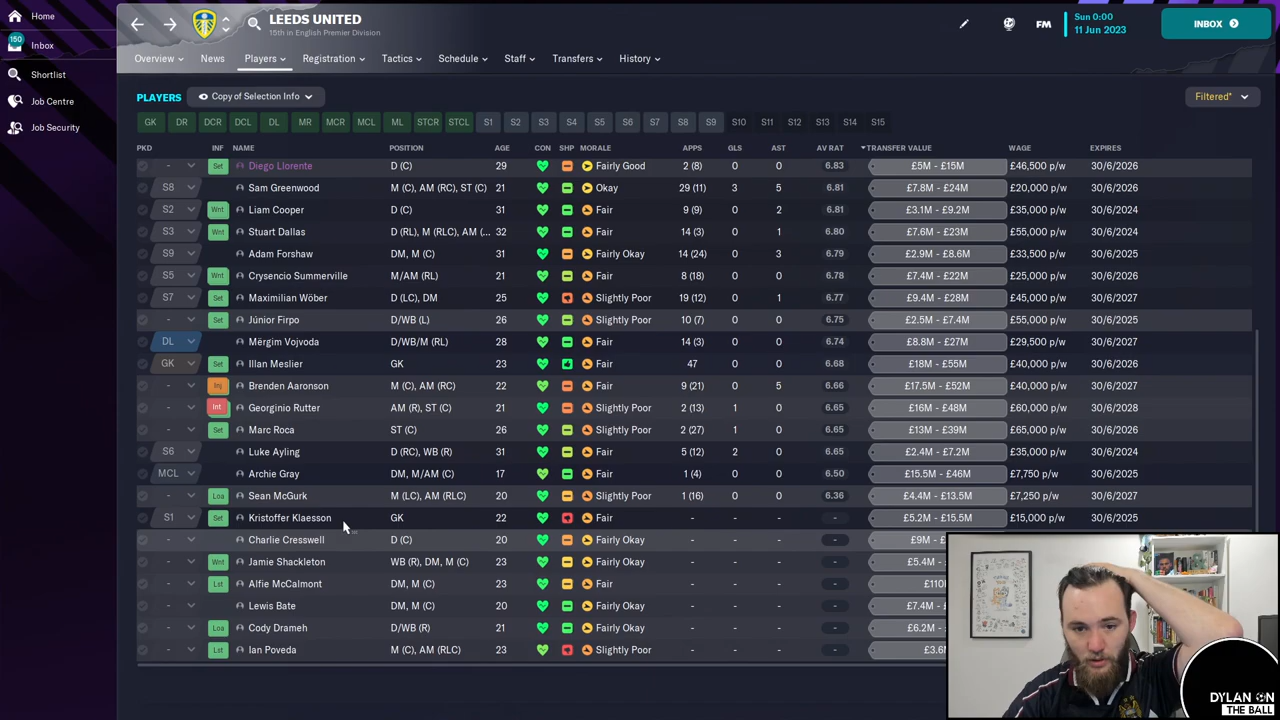 Home
150
Inbox
Shortlist
Job Centre
Job Security
LEEDS UNITED
15th in English Premier Division
FM
Sun 0:00
11 Jun 2023
INBOX
Overview News Players Registration Tactics Schedule Staff Transfers History
PLAYERS Copy of Selection Info Filtered*
GK DR DCR DCL DL MR MCR MCL ML STCR STCL S1 S2 S3 S4 S5 S6 S7 S8 S9 S10 S11 S12 S13 S14 S15
PKD INF NAME POSITION AGE CON SHP MORALE APPS GLS AST AV RAT TRANSFER VALUE WAGE EXPIRES
- Set Diego Llorente D (C) 29 Fairly Good 2 (8) 0 0 6.83 £5M - £15M £46,500 p/w 30/6/2026
S8 Sam Greenwood M (C), AM (RC), ST (C) 21 Okay 29 (11) 3 5 6.81 £7.8M - £24M £20,000 p/w 30/6/2024
S2 Wnt Liam Cooper D (C) 31 Fair 9 (9) 0 2 6.81 £3.1M - £9.2M £35,000 p/w 30/6/2024
S3 Wnt Stuart Dallas D (RL), M (RLC), AM (... 32 Fair 14 (3) 0 1 6.80 £7.6M - £23M £55,000 p/w 30/6/2024
S9 Adam Forshaw DM, M (C) 31 Fairly Okay 14 (24) 0 3 6.79 £2.9M - £8.6M £33,500 p/w 30/6/2025
S5 Wnt Crysencio Summerville M/AM (RL) 21 Fair 8 (18) 0 0 6.78 £7.4M - £22M £25,000 p/w 30/6/2026
S7 Set Maximilian Wöber D (LC), DM 25 Slightly Poor 19 (12) 0 1 6.77 £9.4M - £28M £45,000 p/w 30/6/2027
- Set Júnior Firpo D/WB (L) 26 Slightly Poor 10 (7) 0 0 6.75 £2.5M - £7.4M £55,000 p/w 30/6/2025
DL Mërgim Vojvoda D/WB/M (RL) 28 Fair 14 (3) 0 0 6.74 £8.8M - £27M £29,500 p/w 30/6/2027
GK Set Illan Meslier GK 23 Fair 47 0 0 6.68 £18M - £55M £40,000 p/w 30/6/2026
- Inj Brenden Aaronson M (C), AM (RC) 22 Fair 9 (21) 0 5 6.66 £17.5M - £52M £40,000 p/w 30/6/2027
- Int Georginio Rutter AM (R), ST (C) 21 Slightly Poor 2 (13) 1 0 6.65 £16M - £48M £60,000 p/w 30/6/2028
- Set Marc Roca ST (C) 26 Slightly Poor 2 (27) 1 0 6.65 £13M - £39M £60,000 p/w 30/6/2026
S6 Luke Ayling D (RC), WB (R) 31 Fair 5 (12) 2 0 6.65 £2.4M - £7.2M £35,000 p/w 30/6/2024
MCL Archie Gray DM, M/AM (C) 17 Fair 1 (4) 0 0 6.50 £15.5M - £46M £7,750 p/w 30/6/2025
- Loa Sean McGurk M (LC), AM (RLC) 20 Slightly Poor 1 (16) 0 0 6.36 £4.4M - £13.5M £7,250 p/w 30/6/2027
S1 Set Kristoffer Klaesson GK 22 Fair - - - - £5.2M - £15.5M £15,000 p/w 30/6/2025
- Charlie Cresswell D (C) 20 Fairly Okay - - - - £9M -
- Wnt Jamie Shackleton WB (R), DM, M (C) 23 Fairly Okay - - - - £5.4M
- Lst Alfie McCalmont DM, M (C) 23 Fair - - - - £110
- Lewis Bate DM, M (C) 20 Fairly Okay - - - - £7.4M -
- Loa Cody Drameh D/WB (R) 21 Fairly Okay - - - - £6.2M -
- Lst Ian Poveda M (C), AM (RLC) 23 Slightly Poor - - - - £3.6
DYLAN ON
THE BALL